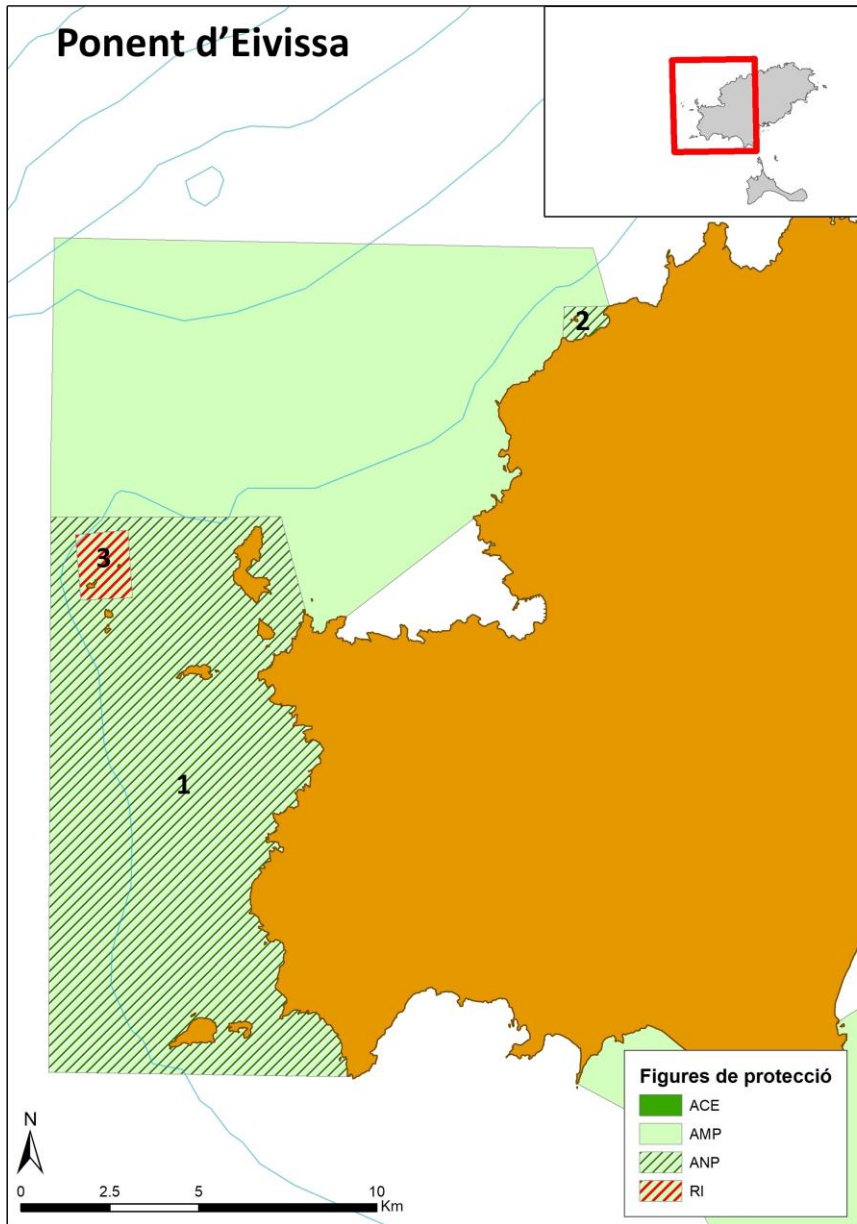 Ponent d’Eivissa
2
3
1
Figures de protecció
ACE
AMP
ANP
RI
N
0 2.5 5 10
Km